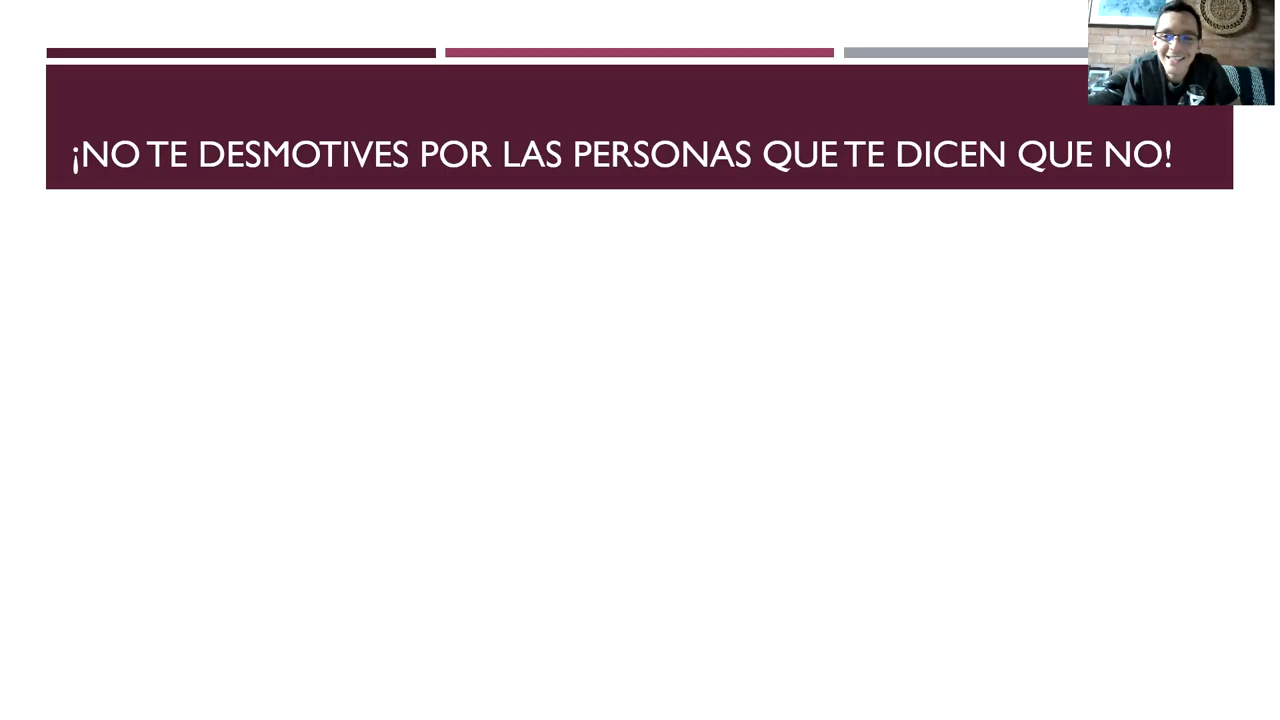 ¡NO TE DESMOTIVES POR LAS PERSONAS QUE TE DICEN QUE NO!